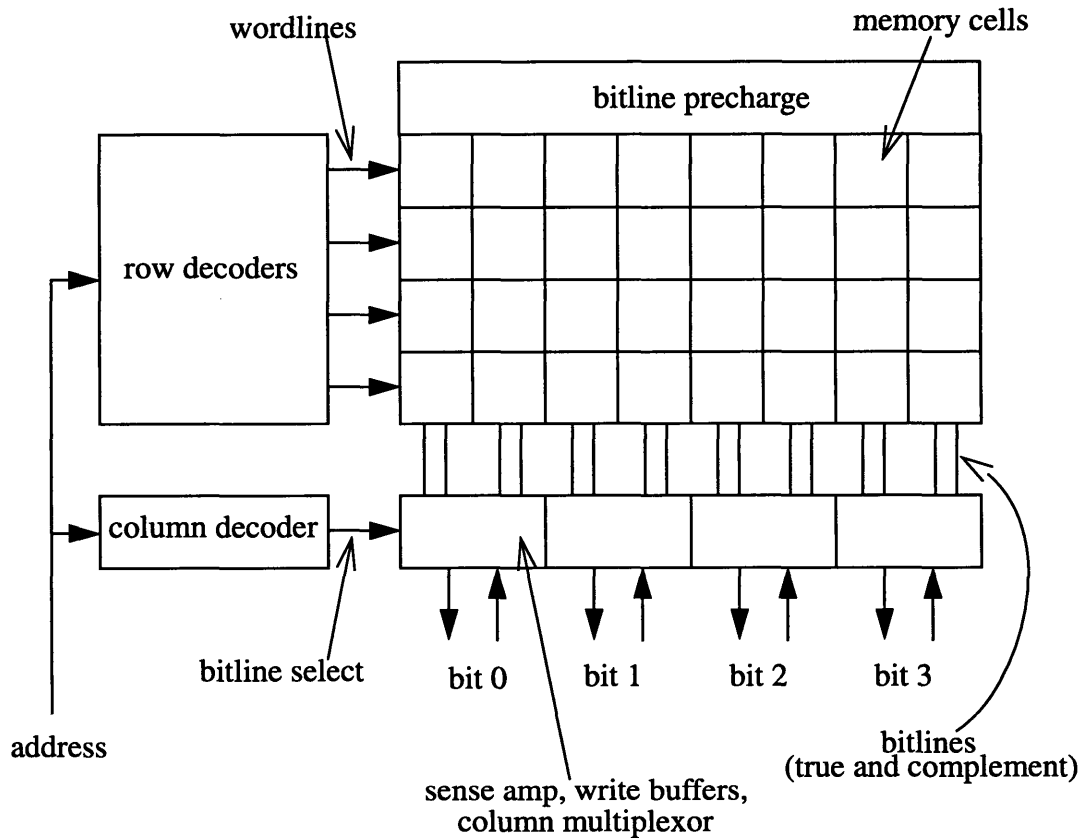 wordlines
memory cells
bitline precharge
row decoders
column decoder
bitline select
bit 0
bit 1
bit 2
bit 3
address
bitlines
(true and complement)
sense amp, write buffers,
column multiplexor